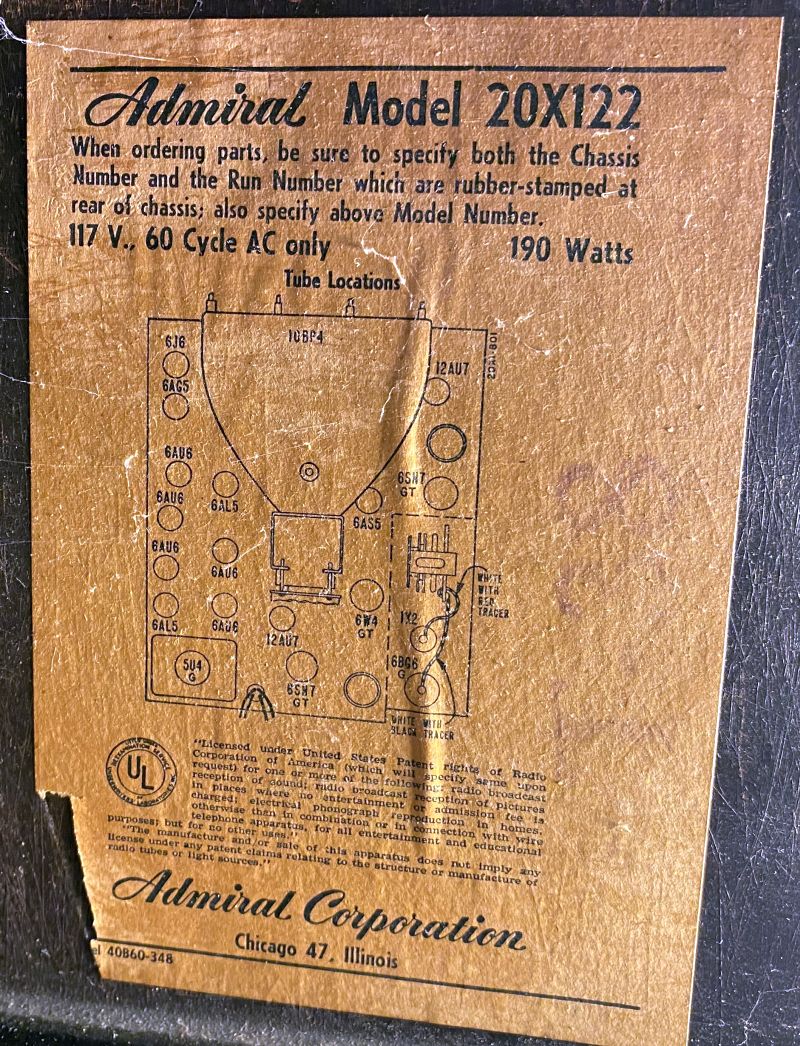 Admiral Model 20X122
When ordering parts, be sure to specify both the Chassis
Number and the Run Number which are rubber-stamped at
rear of chassis; also specify above Model Number.
117 V., 60 Cycle AC only 190 Watts
Tube Locations
10BP4
6J6
6AG5
12AU7
6AU6
6AU6
6AL5
6SN7
GT
6AS5
6AU6
6AU6
WHITE
WITH
RED
TRACER
6AL5
6AU6
12AU7
6W4
GT
1X2
5U4
G
6SN7
GT
6BG6
G
WHITE WITH
BLACK TRACER
UL
"Licensed under United States Patent rights of Radio
Corporation of America (which will specify same upon
request) for one or more of the following: radio broadcast
reception of sound; radio broadcast reception of pictures
in places where no entertainment or admission fee is
charged; electrical phonograph reproduction in homes,
otherwise than in combination or in connection with wire
telephone apparatus, for all entertainment and educational
purposes; but for no other uses."
"The manufacture and/or sale of this apparatus does not imply any
license under any patent claims relating to the structure or manufacture of
radio tubes or light sources."
Admiral Corporation
Chicago 47, Illinois
el 40B60-348